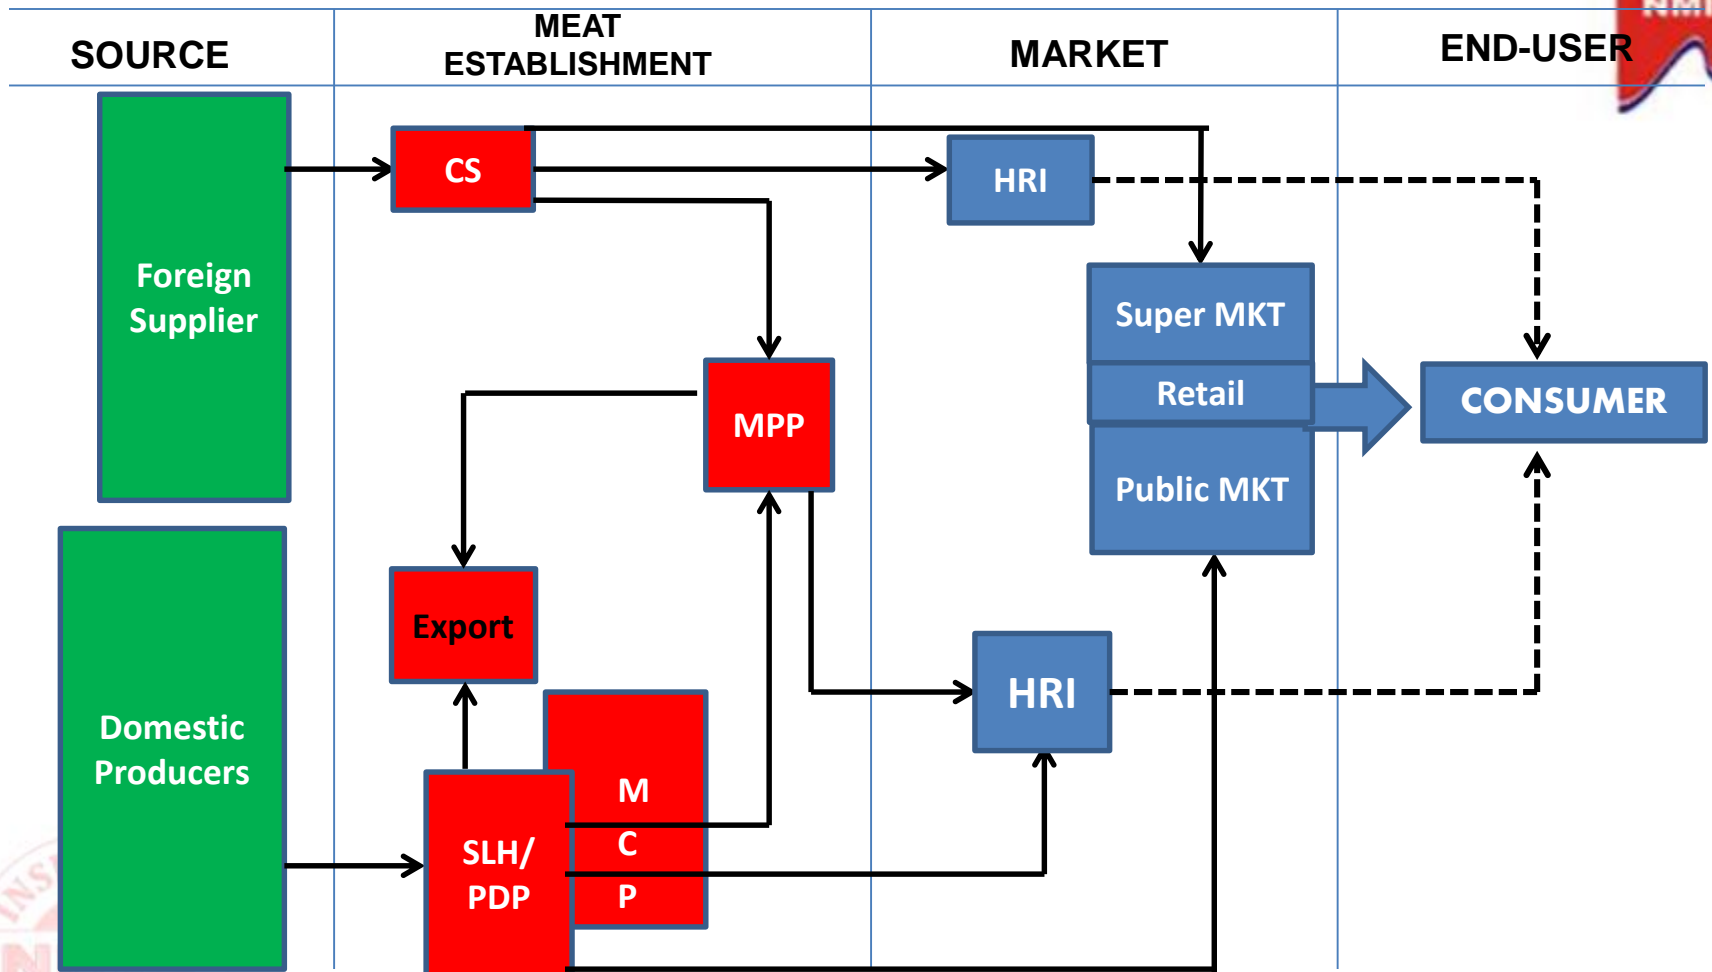 SOURCE
MEAT
ESTABLISHMENT
MARKET
END-USER
Foreign
Supplier
CS
HRI
Super MKT
Retail
Public MKT
CONSUMER
MPP
Export
Domestic
Producers
SLH/
PDP
M
C
P
HRI